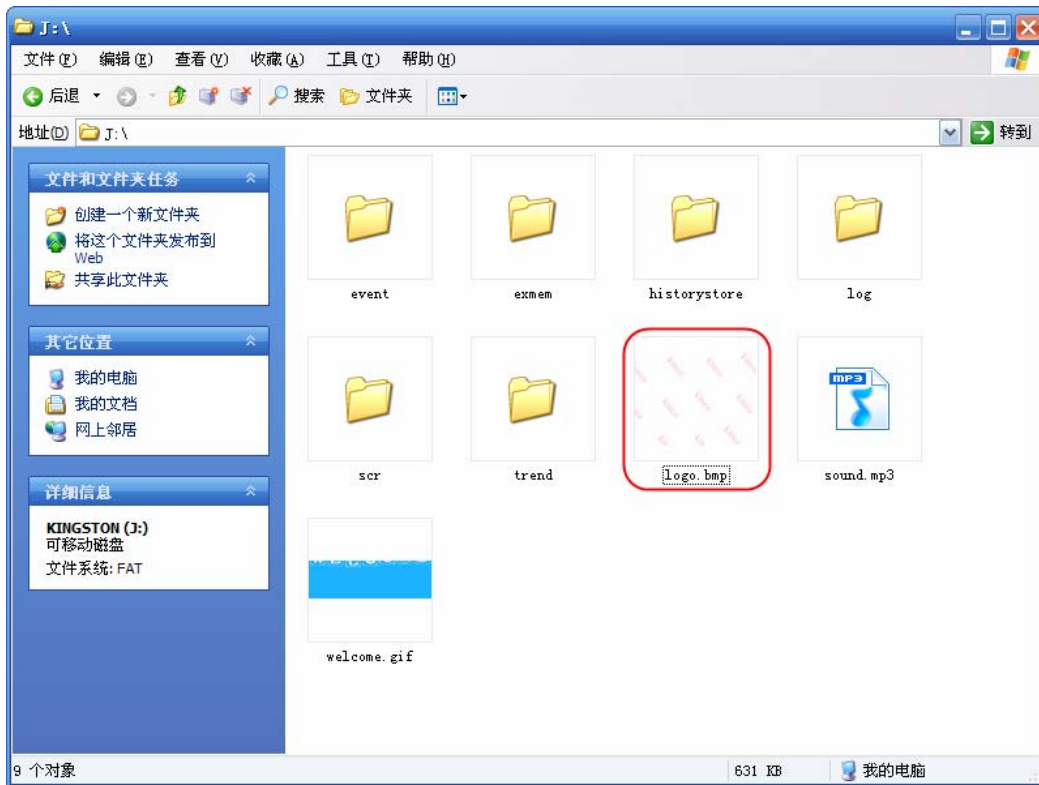 J:\
文件(F) 编辑(E) 查看(V) 收藏(A) 工具(T) 帮助(H)
后退 搜索 文件夹
地址(D) J:\ 转到
文件和文件夹任务
创建一个新文件夹
将这个文件夹发布到
Web
共享此文件夹
其它位置
我的电脑
我的文档
网上邻居
详细信息
KINGSTON (J:)
可移动磁盘
文件系统: FAT
event exmem historystore log
MP3
scr trend logo.bmp sound.mp3
welcome.gif
9 个对象 631 KB 我的电脑